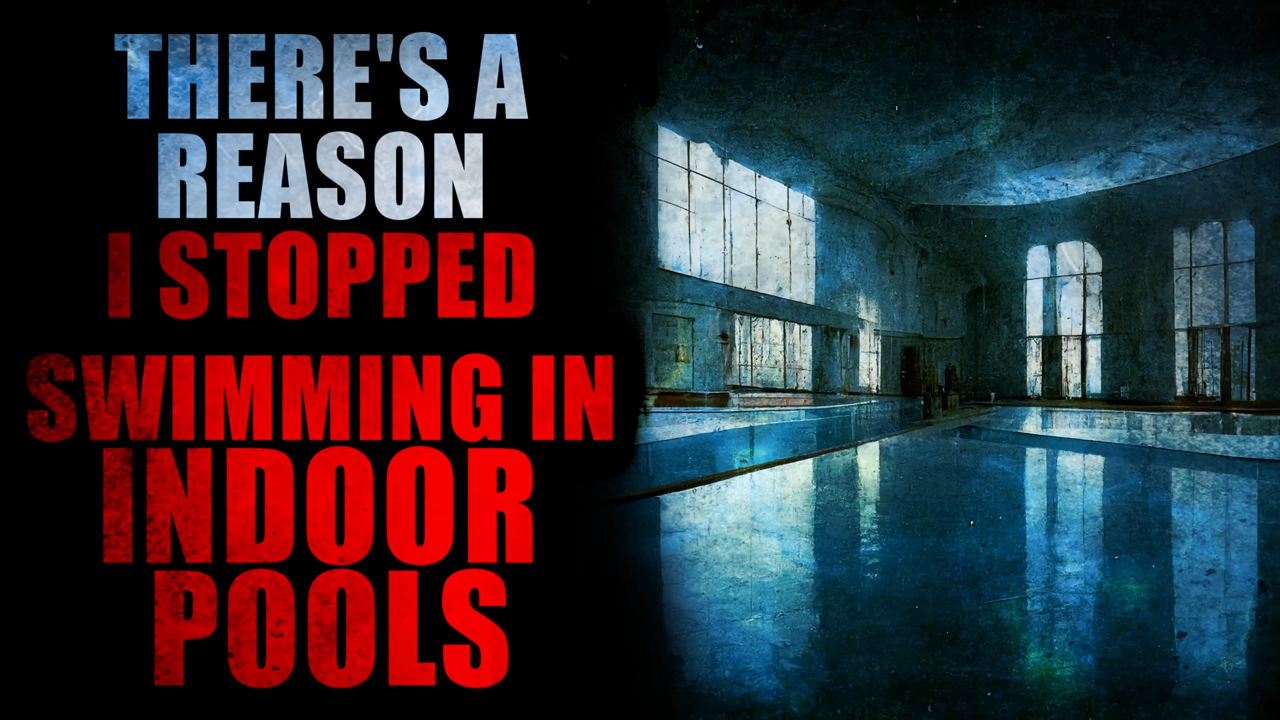 THERE'S A
REASON
I STOPPED
SWIMMING IN
INDOOR
POOLS